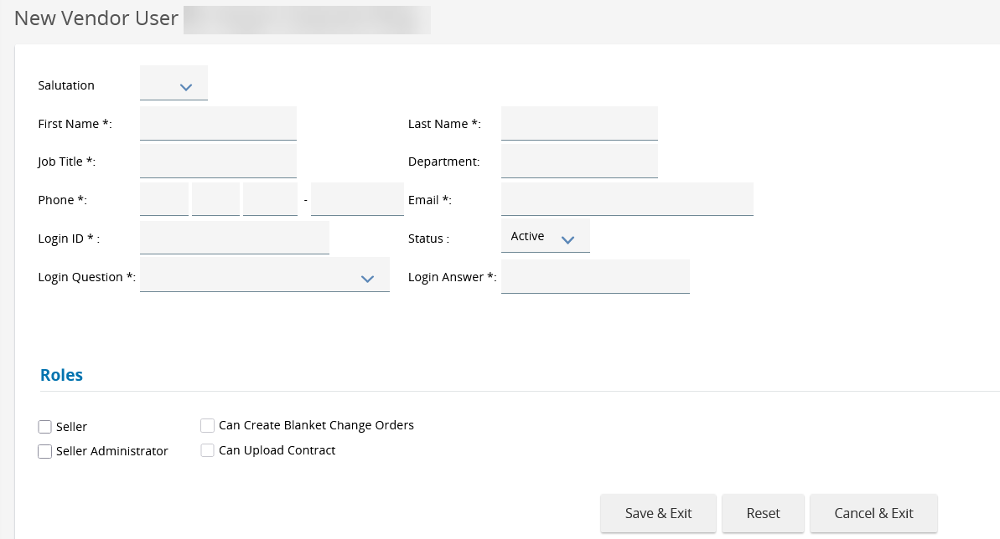 New Vendor User
Salutation
First Name *: Last Name *:
Job Title *: Department:
Phone *: - Email *:
Login ID * : Status : Active
Login Question *: Login Answer *:
Roles
Seller Can Create Blanket Change Orders
Seller Administrator Can Upload Contract
Save & Exit Reset Cancel & Exit